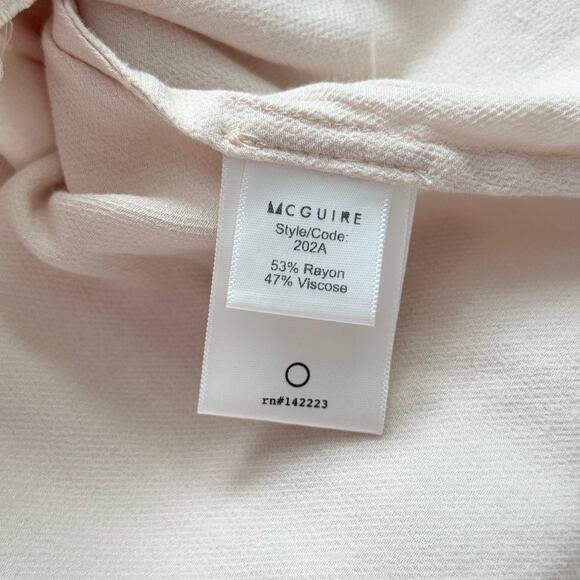 MCGUIRE
Style/Code:
202A
53% Rayon
47% Viscose
rn#142223